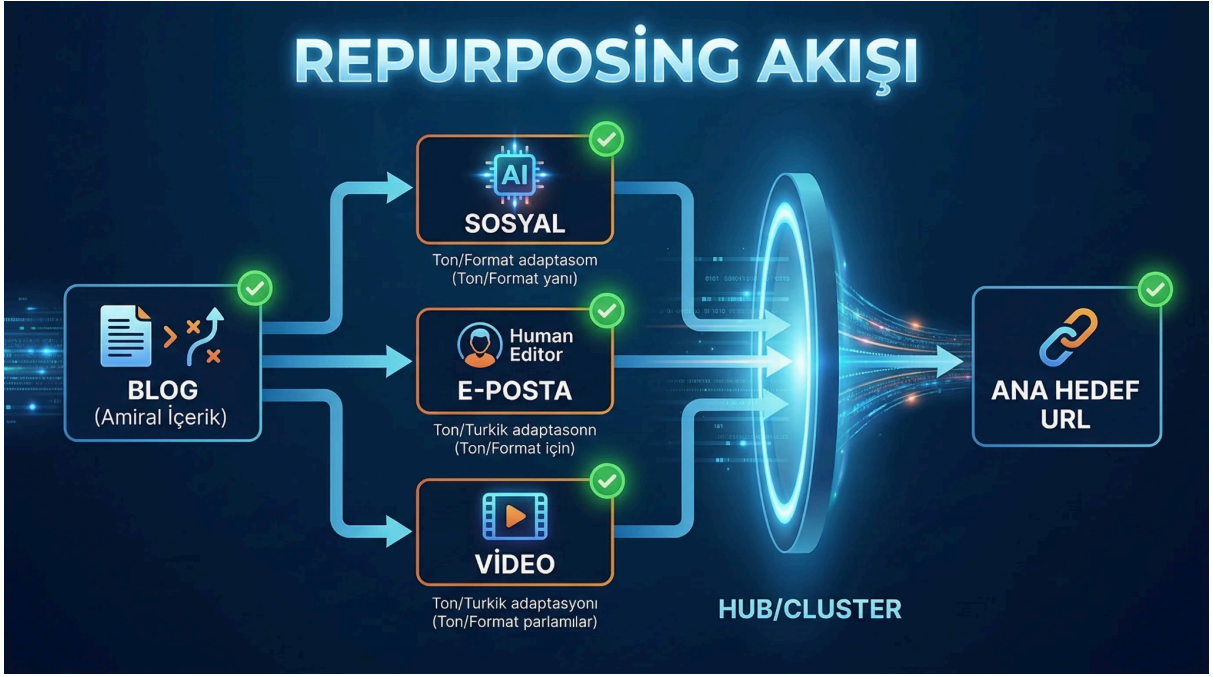 REPURPOSİNG AKIŞI
BLOG
(Amiral İçerik)
AI
SOSYAL
Ton/Format adaptasom
(Ton/Format yanı)
Human
Editor
E-POSTA
Ton/Turkik adaptasonn
(Ton/Format için)
VİDEO
Ton/Turkik adaptasyonı
(Ton/Format parlamılar)
HUB/CLUSTER
ANA HEDEF
URL